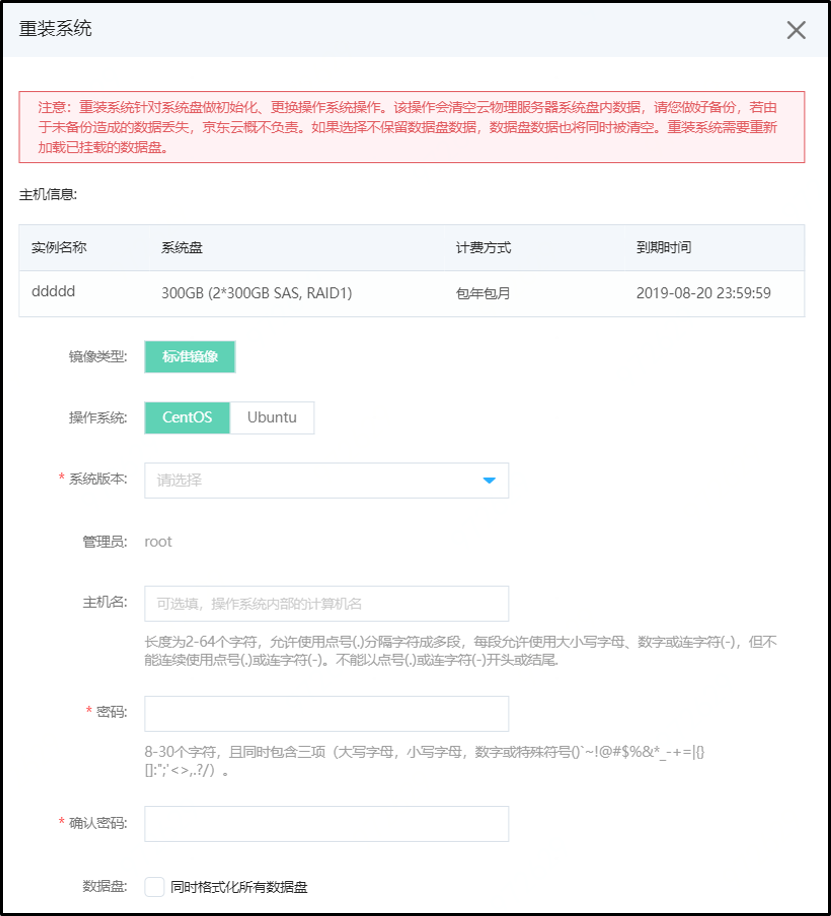 重装系统
注意：重装系统针对系统盘做初始化、更换操作系统操作。该操作会清空云物理服务器系统盘内数据，请您做好备份，若由
于未备份造成的数据丢失，京东云概不负责。如果选择不保留数据盘数据，数据盘数据也将同时被清空。重装系统需要重新
加载已挂载的数据盘。
主机信息:
实例名称 系统盘 计费方式 到期时间
ddddd 300GB (2*300GB SAS, RAID1) 包年包月 2019-08-20 23:59:59
镜像类型: 标准镜像
操作系统: CentOS Ubuntu
* 系统版本: 请选择
管理员: root
主机名: 可选填，操作系统内部的计算机名
长度为2-64个字符，允许使用点号(.)分隔字符成多段，每段允许使用大小写字母、数字或连字符(-)，但不
能连续使用点号(.)或连字符(-)。不能以点号(.)或连字符(-)开头或结尾.
* 密码:
8-30个字符，且同时包含三项（大写字母，小写字母，数字或特殊符号()`~!@#$%&*_-+=|{}
[]:";'<>,.?/）。
* 确认密码:
数据盘: 同时格式化所有数据盘